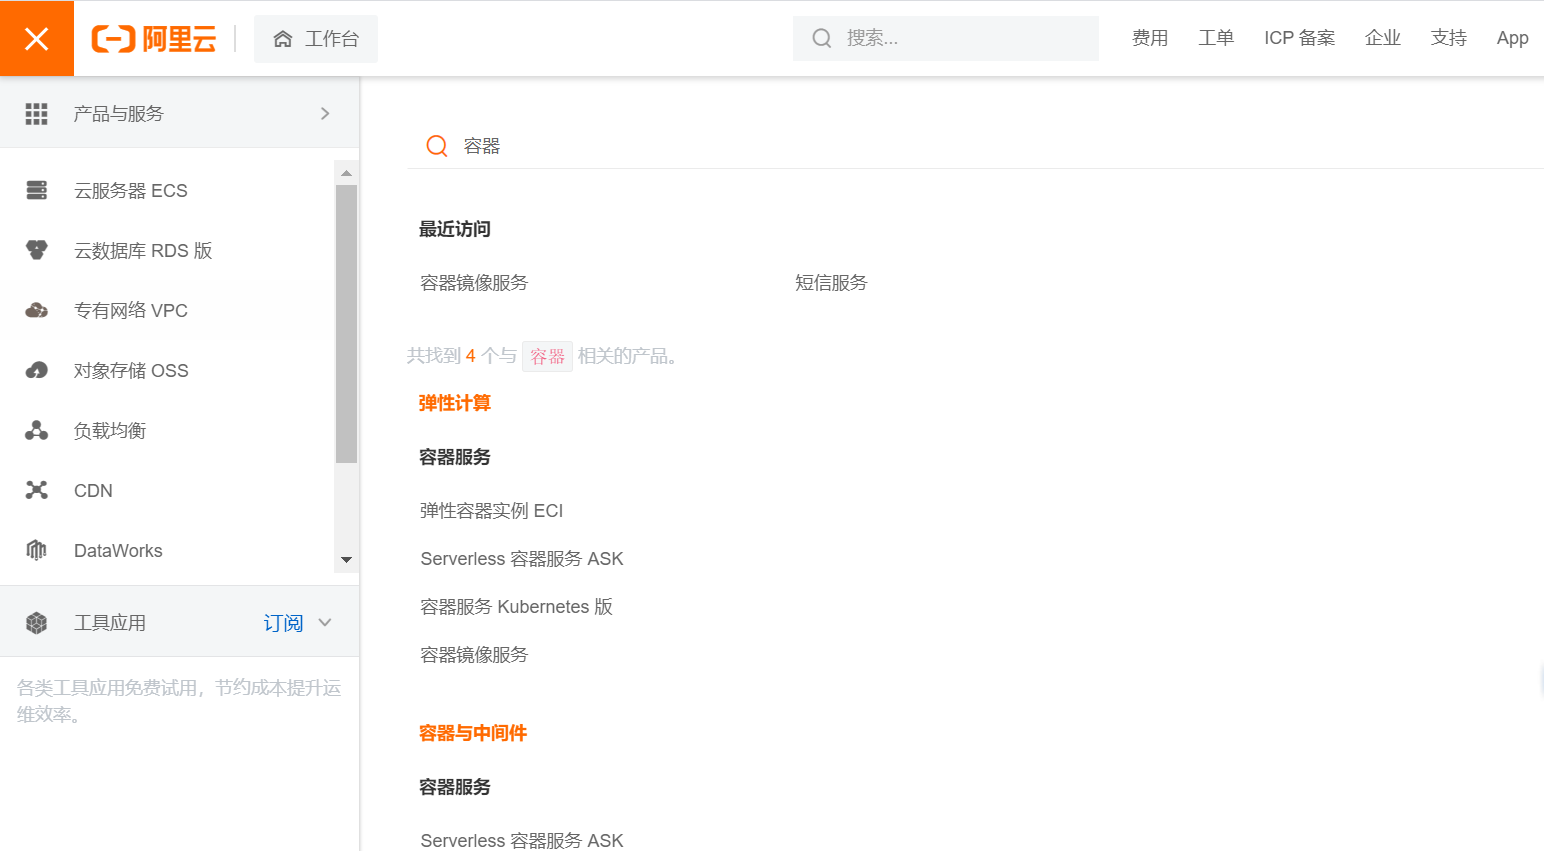 阿里云
工作台
搜索...
费用
工单
ICP 备案
企业
支持
App
产品与服务
云服务器 ECS
云数据库 RDS 版
专有网络 VPC
对象存储 OSS
负载均衡
CDN
DataWorks
工具应用
订阅
各类工具应用免费试用，节约成本提升运
维效率。
容器
最近访问
容器镜像服务
短信服务
共找到 4 个与 容器 相关的产品。
弹性计算
容器服务
弹性容器实例 ECI
Serverless 容器服务 ASK
容器服务 Kubernetes 版
容器镜像服务
容器与中间件
容器服务
Serverless 容器服务 ASK